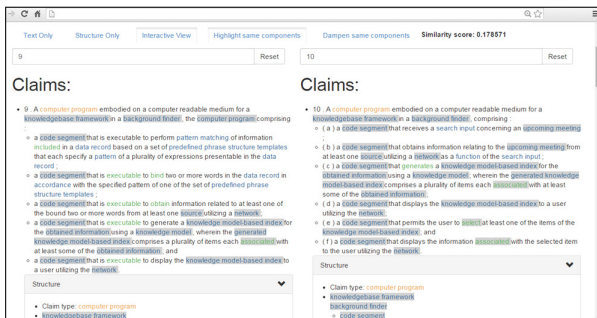 Text Only
Structure Only
Interactive View
Highlight same components
Dampen same components
Similarity score: 0.178571
9
Reset
10
Reset
Claims:
• 9 . A computer program embodied on a computer readable medium for a
knowledgebase framework in a background finder, the computer program comprising
:
a code segment that is executable to perform pattern matching of information
included in a data record based on a set of predefined phrase structure templates
that each specify a pattern of a plurality of expressions presentable in the data
record ;
a code segment that is executable to bind two or more words in the data record in
accordance with the specified pattern of one of the set of predefined phrase
structure templates ;
a code segment that is executable to obtain information related to at least one of
the bound two or more words from at least one source utilizing a network ;
a code segment that is executable to generate a knowledge model-based index for
the obtained information using a knowledge model , wherein the generated
knowledge model-based index comprises a plurality of items each associated with
at least some of the obtained information ; and
a code segment that is executable to display the knowledge model-based index to
a user utilizing the network .
Structure
• Claim type: computer program
• knowledgebase framework
Claims:
• 10 . A computer program embodied on a computer readable medium for a
knowledgebase framework in a background finder , comprising :
( a ) a code segment that receives a search input concerning an upcoming meeting
;
( b ) a code segment that obtains information relating to the upcoming meeting from
at least one source utilizing a network as a function of the search input ;
( c ) a code segment that generates a knowledge model-based index for the
obtained information using a knowledge model , wherein the generated knowledge
model-based index comprises a plurality of items each associated with at least
some of the obtained information ;
( d ) a code segment that displays the knowledge model-based index to a user
utilizing the network ;
( e ) a code segment that permits the user to select at least one of the items of the
knowledge model-based index ; and
( f ) a code segment that displays the information associated with the selected item
to the user utilizing the network .
Structure
• Claim type: computer program
• knowledgebase framework
background finder
code segment